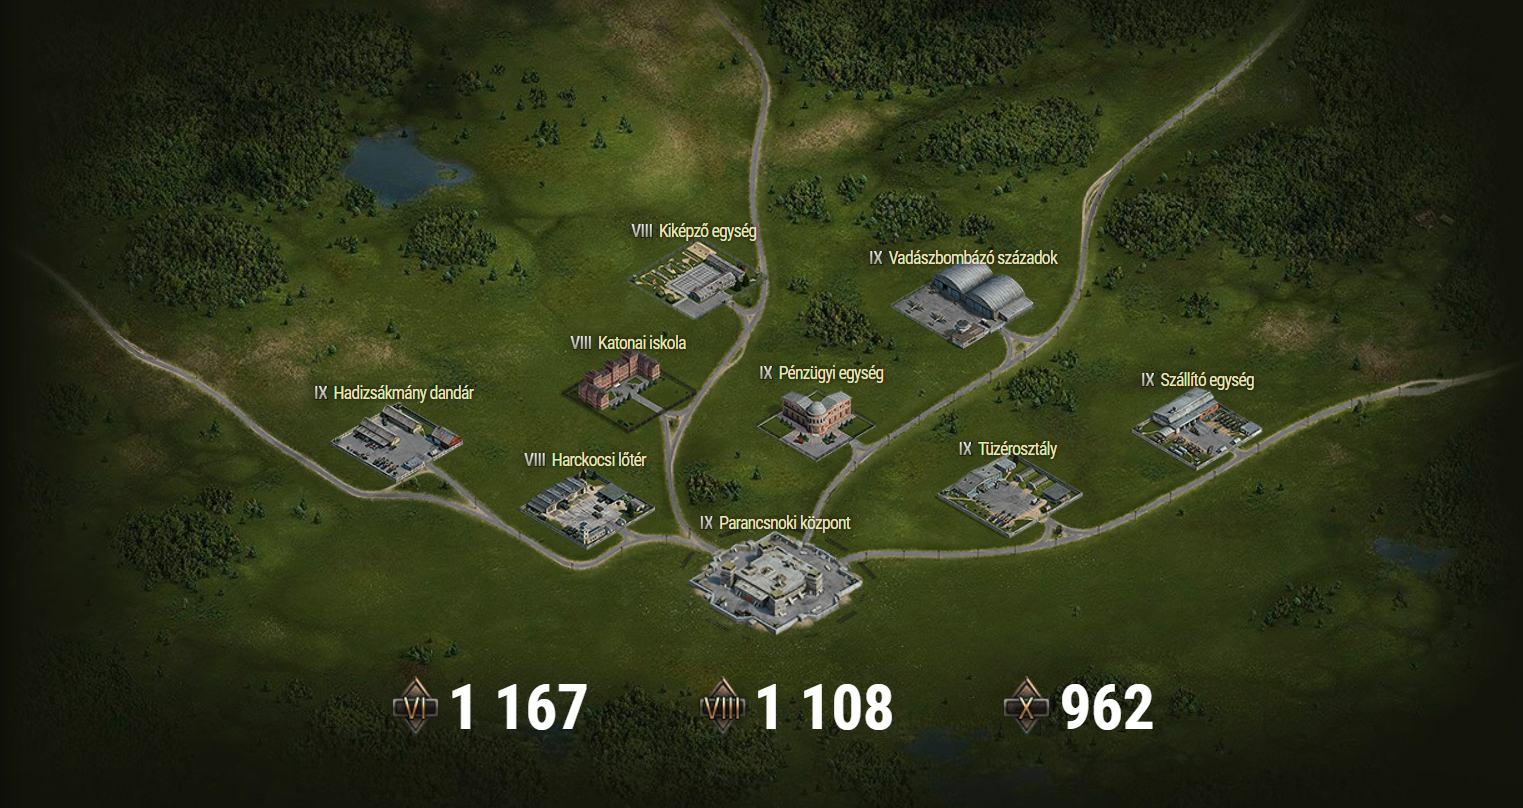 VIII Kiképző egység
IX Vadászbombázó századok
VIII Katonai iskola
IX Pénzügyi egység
IX Szállító egység
IX Hadizsákmány dandár
IX Tüzérosztály
VIII Harckocsi lőtér
IX Parancsnoki központ
VI 1 167
VIII 1 108
X 962